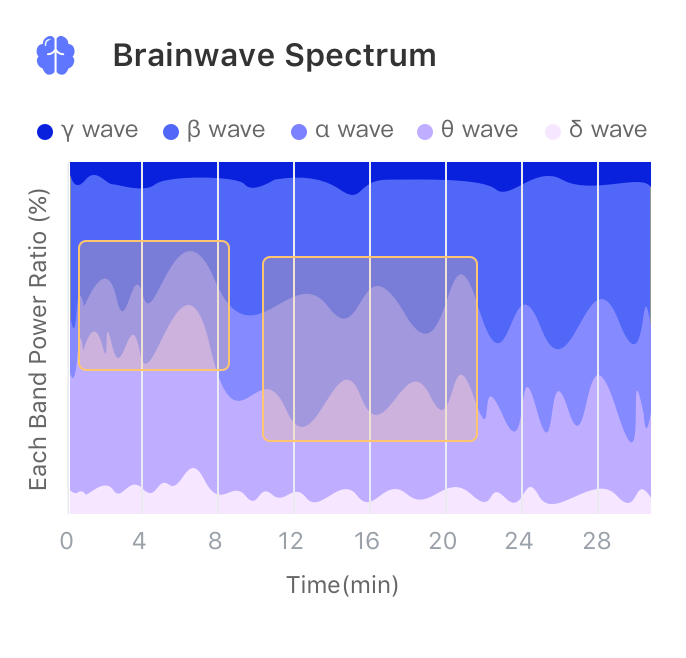 Brainwave Spectrum
γ wave β wave α wave θ wave δ wave
Each Band Power Ratio (%)
0 4 8 12 16 20 24 28
Time(min)